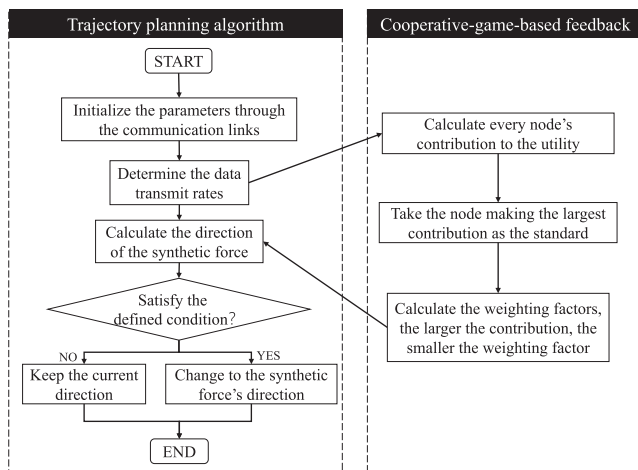 Trajectory planning algorithm
START
Initialize the parameters through
the communication links
Determine the data
transmit rates
Calculate the direction
of the synthetic force
Satisfy the
defined condition?
NO
YES
Keep the current
direction
Change to the synthetic
force's direction
END
Cooperative-game-based feedback
Calculate every node's
contribution to the utility
Take the node making the largest
contribution as the standard
Calculate the weighting factors,
the larger the contribution, the
smaller the weighting factor